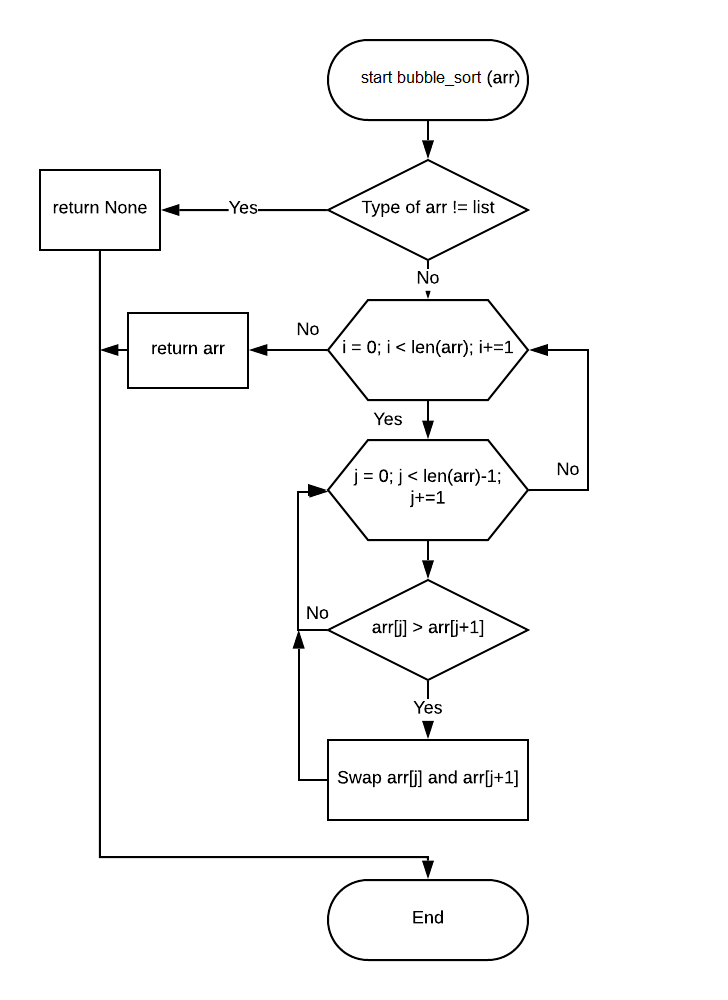 start bubble_sort (arr)
return None
Yes
Type of arr != list
No
return arr
No
i = 0; i < len(arr); i+=1
Yes
j = 0; j < len(arr)-1;
j+=1
No
No
arr[j] > arr[j+1]
Yes
Swap arr[j] and arr[j+1]
End